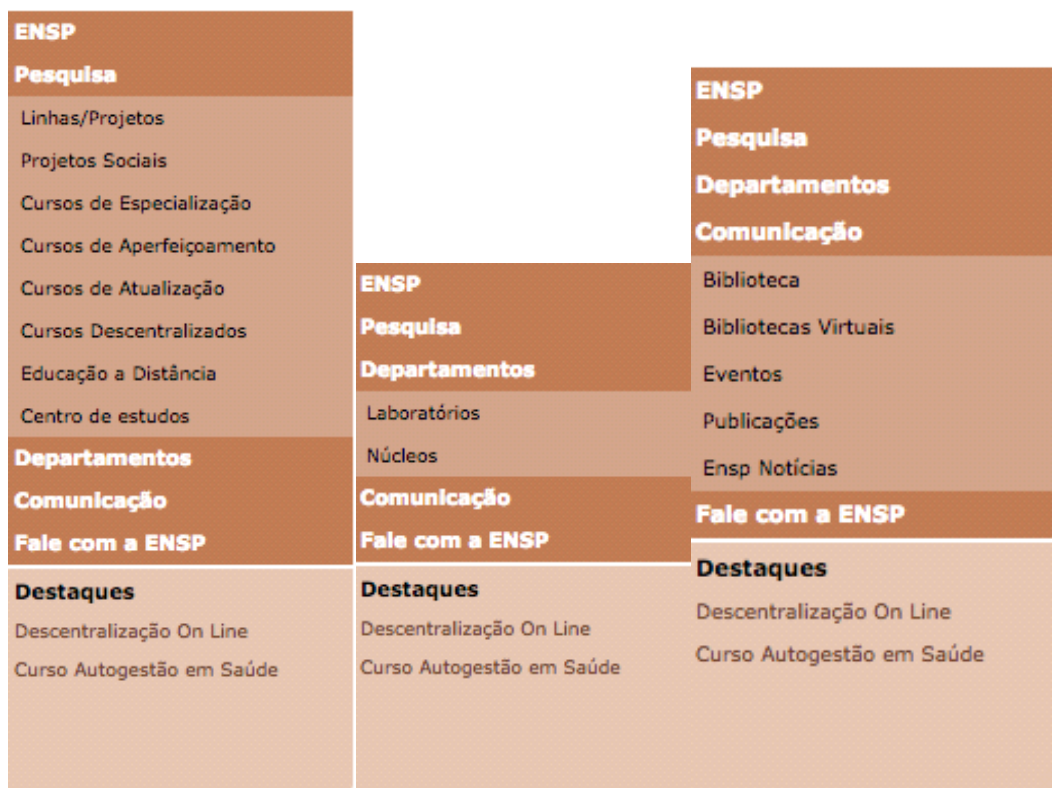 ENSP
Pesquisa
Linhas/Projetos
Projetos Sociais
Cursos de Especialização
Cursos de Aperfeiçoamento
Cursos de Atualização
Cursos Descentralizados
Educação a Distância
Centro de estudos
Departamentos
Comunicação
Fale com a ENSP
Destaques
Descentralização On Line
Curso Autogestão em Saúde
ENSP
Pesquisa
Departamentos
Laboratórios
Núcleos
Comunicação
Fale com a ENSP
Destaques
Descentralização On Line
Curso Autogestão em Saúde
ENSP
Pesquisa
Departamentos
Comunicação
Biblioteca
Bibliotecas Virtuais
Eventos
Publicações
Ensp Notícias
Fale com a ENSP
Destaques
Descentralização On Line
Curso Autogestão em Saúde